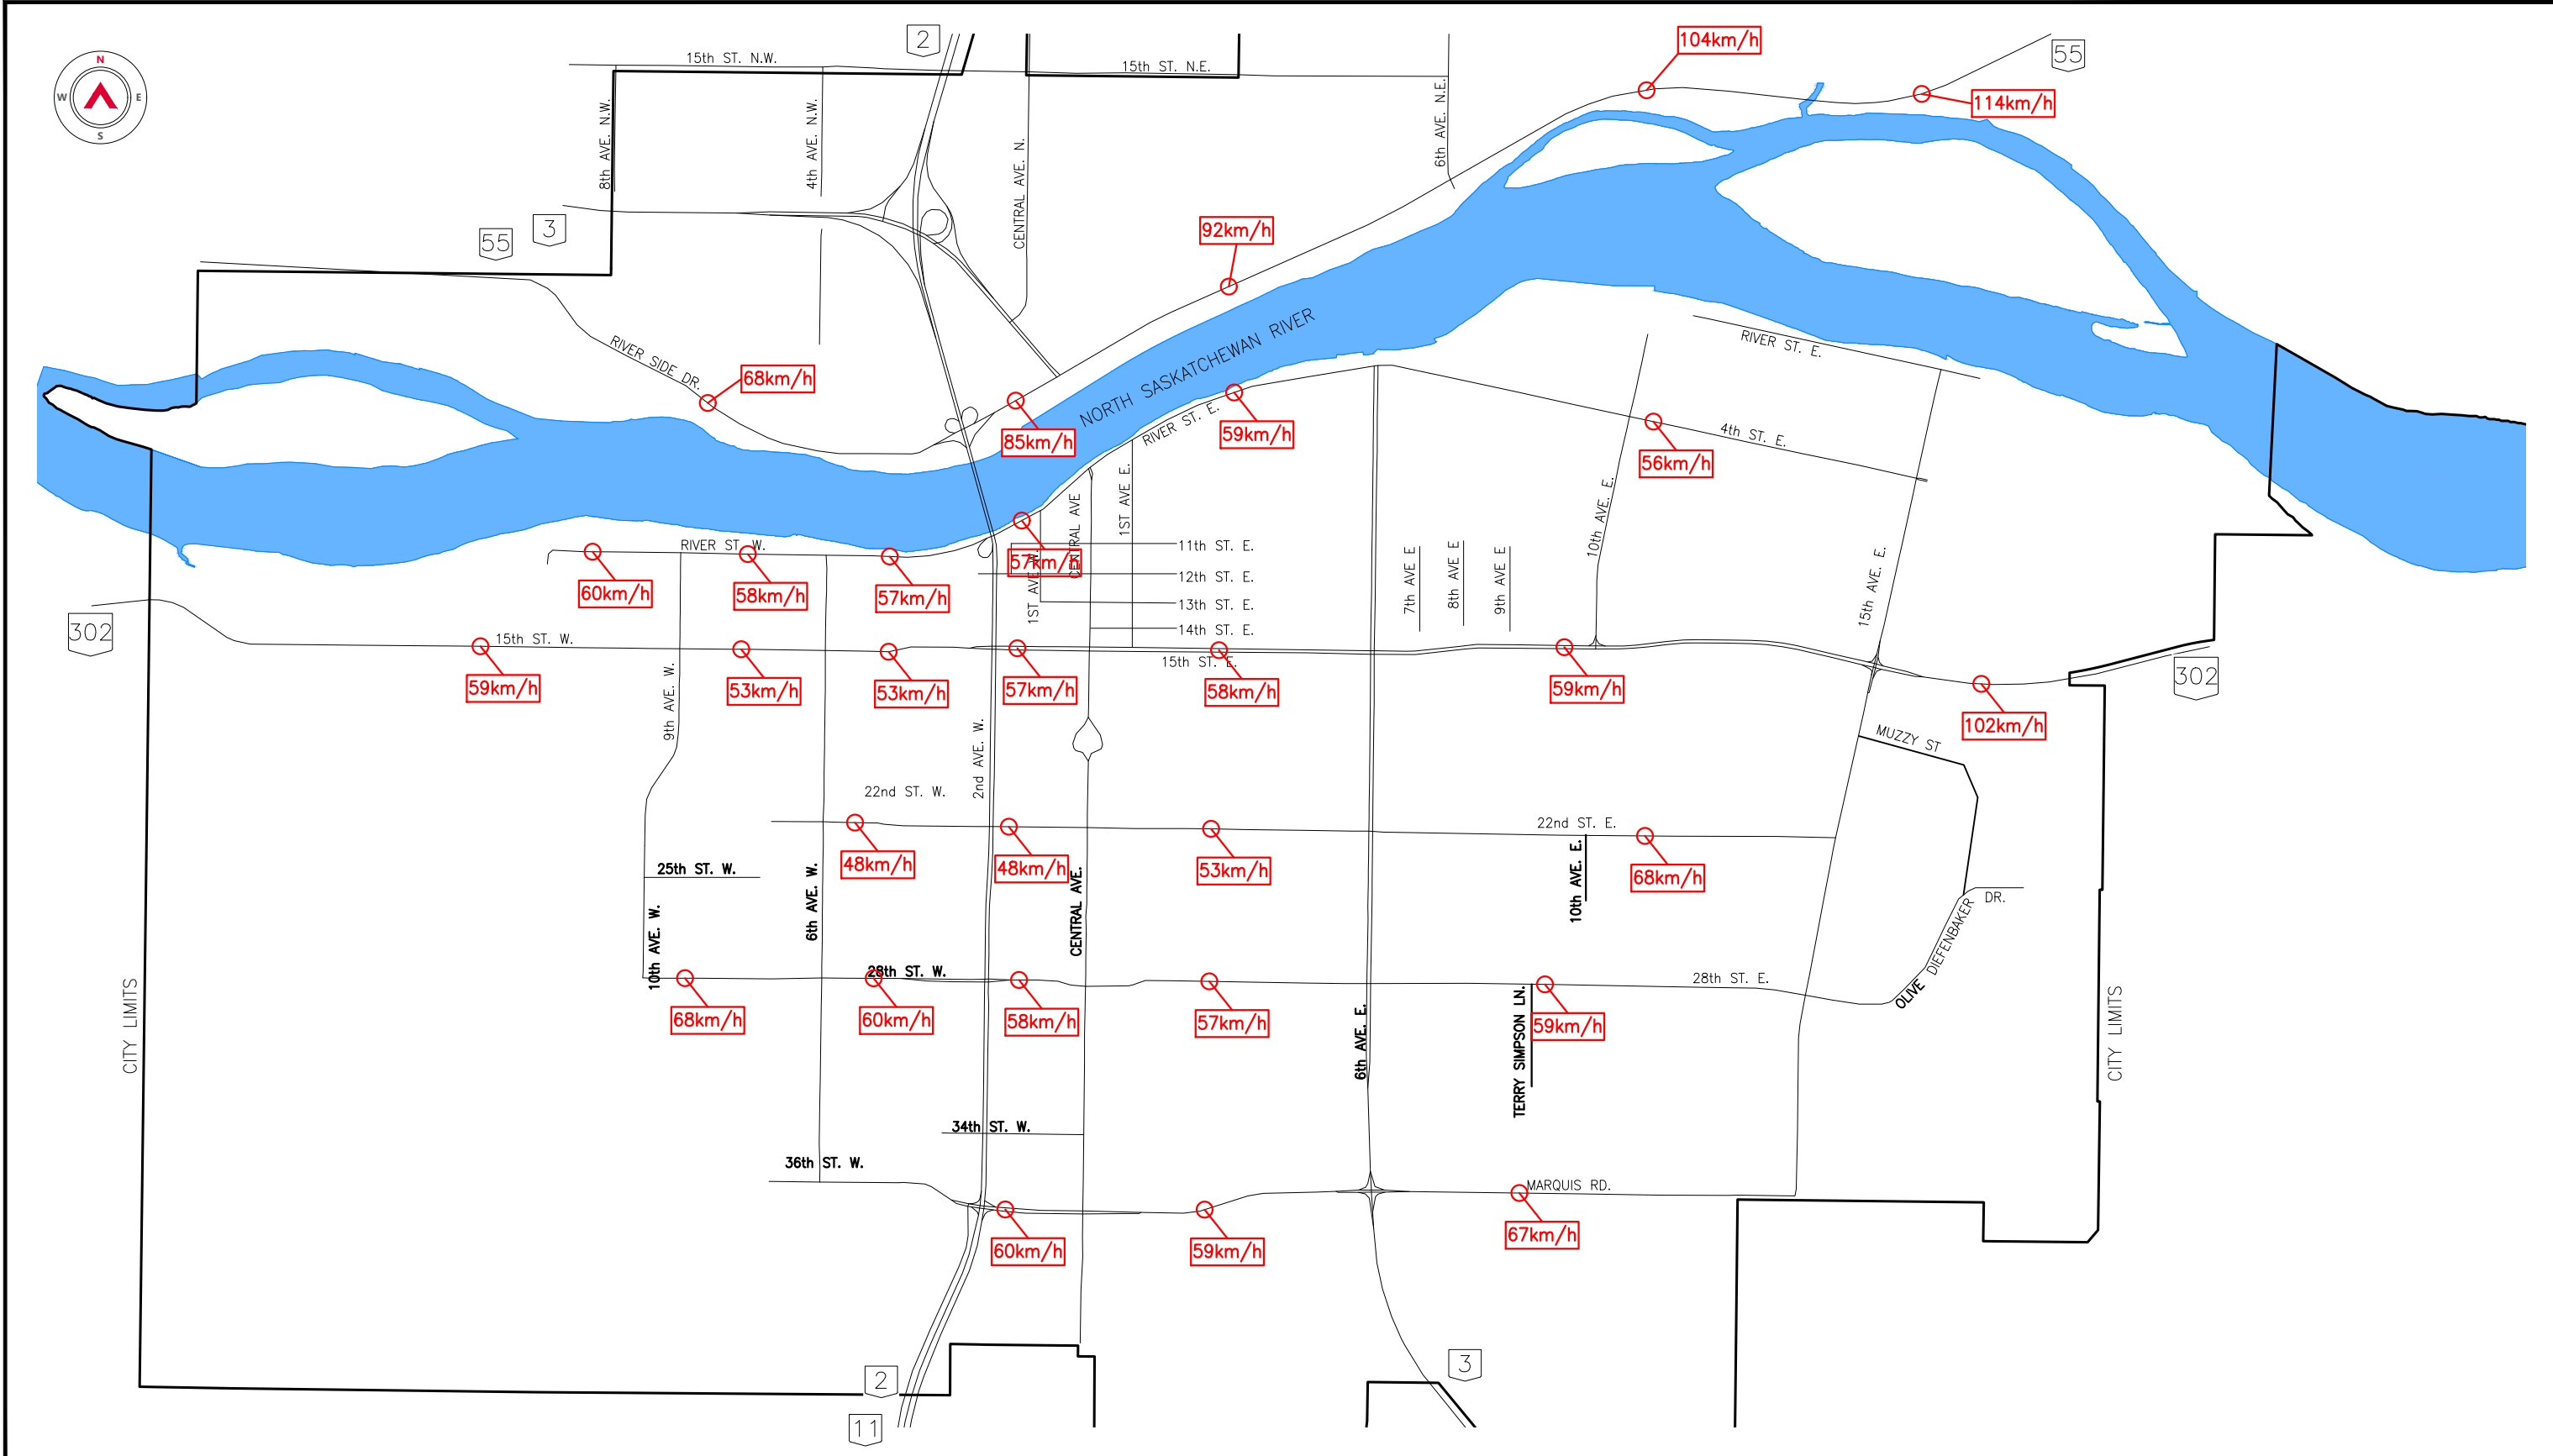 2
104km/h
N
W
E
S
15th ST. N.W.
15th ST. N.E.
55
114km/h
8th AVE. N.W.
4th AVE. N.W.
CENTRAL AVE. N.
6th AVE. N.E.
55
3
92km/h
NORTH SASKATCHEWAN RIVER
RIVER ST. E.
RIVER SIDE DR.
68km/h
85km/h
RIVER ST. E.
59km/h
4th ST. E.
56km/h
1ST AVE E.
CENTRAL AVE
10th AVE. E.
RIVER ST. W.
57km/h
11th ST. E.
12th ST. E.
13th ST. E.
14th ST. E.
1ST AVE W.
7th AVE E
8th AVE E
9th AVE E
15th AVE. E.
60km/h
58km/h
57km/h
302
15th ST. W.
15th ST. E.
302
59km/h
53km/h
53km/h
57km/h
58km/h
59km/h
102km/h
9th AVE. W.
2nd AVE. W.
MUZZY ST
22nd ST. W.
22nd ST. E.
48km/h
48km/h
53km/h
68km/h
25th ST. W.
10th AVE. W.
6th AVE. W.
CENTRAL AVE.
10th AVE. E.
OLIVE DIEFENBAKER DR.
28th ST. W.
28th ST. E.
68km/h
60km/h
58km/h
57km/h
59km/h
CITY LIMITS
6th AVE. E.
TERRY SIMPSON LN.
CITY LIMITS
34th ST. W.
36th ST. W.
MARQUIS RD.
60km/h
59km/h
67km/h
2
3
11